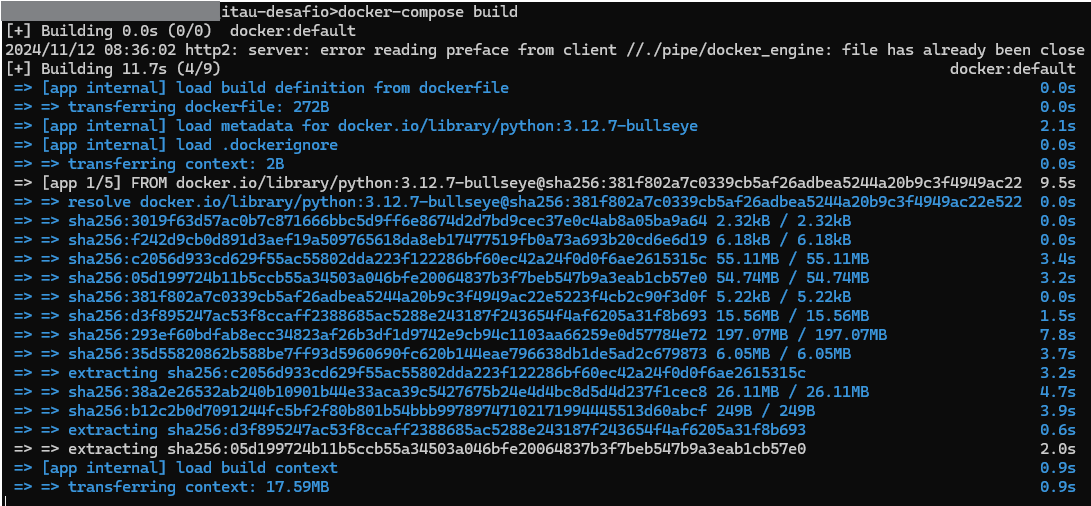 itau-desafio>docker-compose build
[+] Building 0.0s (0/0)  docker:default
2024/11/12 08:36:02 http2: server: error reading preface from client //./pipe/docker_engine: file has already been close
[+] Building 11.7s (4/9) docker:default
=> [app internal] load build definition from dockerfile 0.0s
=> => transferring dockerfile: 272B 0.0s
=> [app internal] load metadata for docker.io/library/python:3.12.7-bullseye 2.1s
=> [app internal] load .dockerignore 0.0s
=> => transferring context: 2B 0.0s
=> [app 1/5] FROM docker.io/library/python:3.12.7-bullseye@sha256:381f802a7c0339cb5af26adbea5244a20b9c3f4949ac22 9.5s
=> => resolve docker.io/library/python:3.12.7-bullseye@sha256:381f802a7c0339cb5af26adbea5244a20b9c3f4949ac22e522 0.0s
=> => sha256:3019f63d57ac0b7c871666bbc5d9ff6e8674d2d7bd9cec37e0c4ab8a05ba9a64 2.32kB / 2.32kB 0.0s
=> => sha256:f242d9cb0d891d3aef19a509765618da8eb17477519fb0a73a693b20cd6e6d19 6.18kB / 6.18kB 0.0s
=> => sha256:c2056d933cd629f55ac55802dda223f122286bf60ec42a24f0d0f6ae2615315c 55.11MB / 55.11MB 3.4s
=> => sha256:05d199724b11b5ccb55a34503a046bfe20064837b3f7beb547b9a3eab1cb57e0 54.74MB / 54.74MB 3.2s
=> => sha256:381f802a7c0339cb5af26adbea5244a20b9c3f4949ac22e5223f4cb2c90f3d0f 5.22kB / 5.22kB 0.0s
=> => sha256:d3f895247ac53f8ccaff2388685ac5288e243187f243654f4af6205a31f8b693 15.56MB / 15.56MB 1.5s
=> => sha256:293ef60bdfab8ecc34823af26b3df1d9742e9cb94c1103aa66259e0d57784e72 197.07MB / 197.07MB 7.8s
=> => sha256:35d55820862b588be7ff93d5960690fc620b144eae796638db1de5ad2c679873 6.05MB / 6.05MB 3.7s
=> => extracting sha256:c2056d933cd629f55ac55802dda223f122286bf60ec42a24f0d0f6ae2615315c 3.2s
=> => sha256:38a2e26532ab240b10901b44e33aca39c5427675b24e4d4bc8d5d4d237f1cec8 26.11MB / 26.11MB 4.7s
=> => sha256:b12c2b0d7091244fc5bf2f80b801b54bbb99789747102171994445513d60abcf 249B / 249B 3.9s
=> => extracting sha256:d3f895247ac53f8ccaff2388685ac5288e243187f243654f4af6205a31f8b693 0.6s
=> => extracting sha256:05d199724b11b5ccb55a34503a046bfe20064837b3f7beb547b9a3eab1cb57e0 2.0s
=> [app internal] load build context 0.9s
=> => transferring context: 17.59MB 0.9s